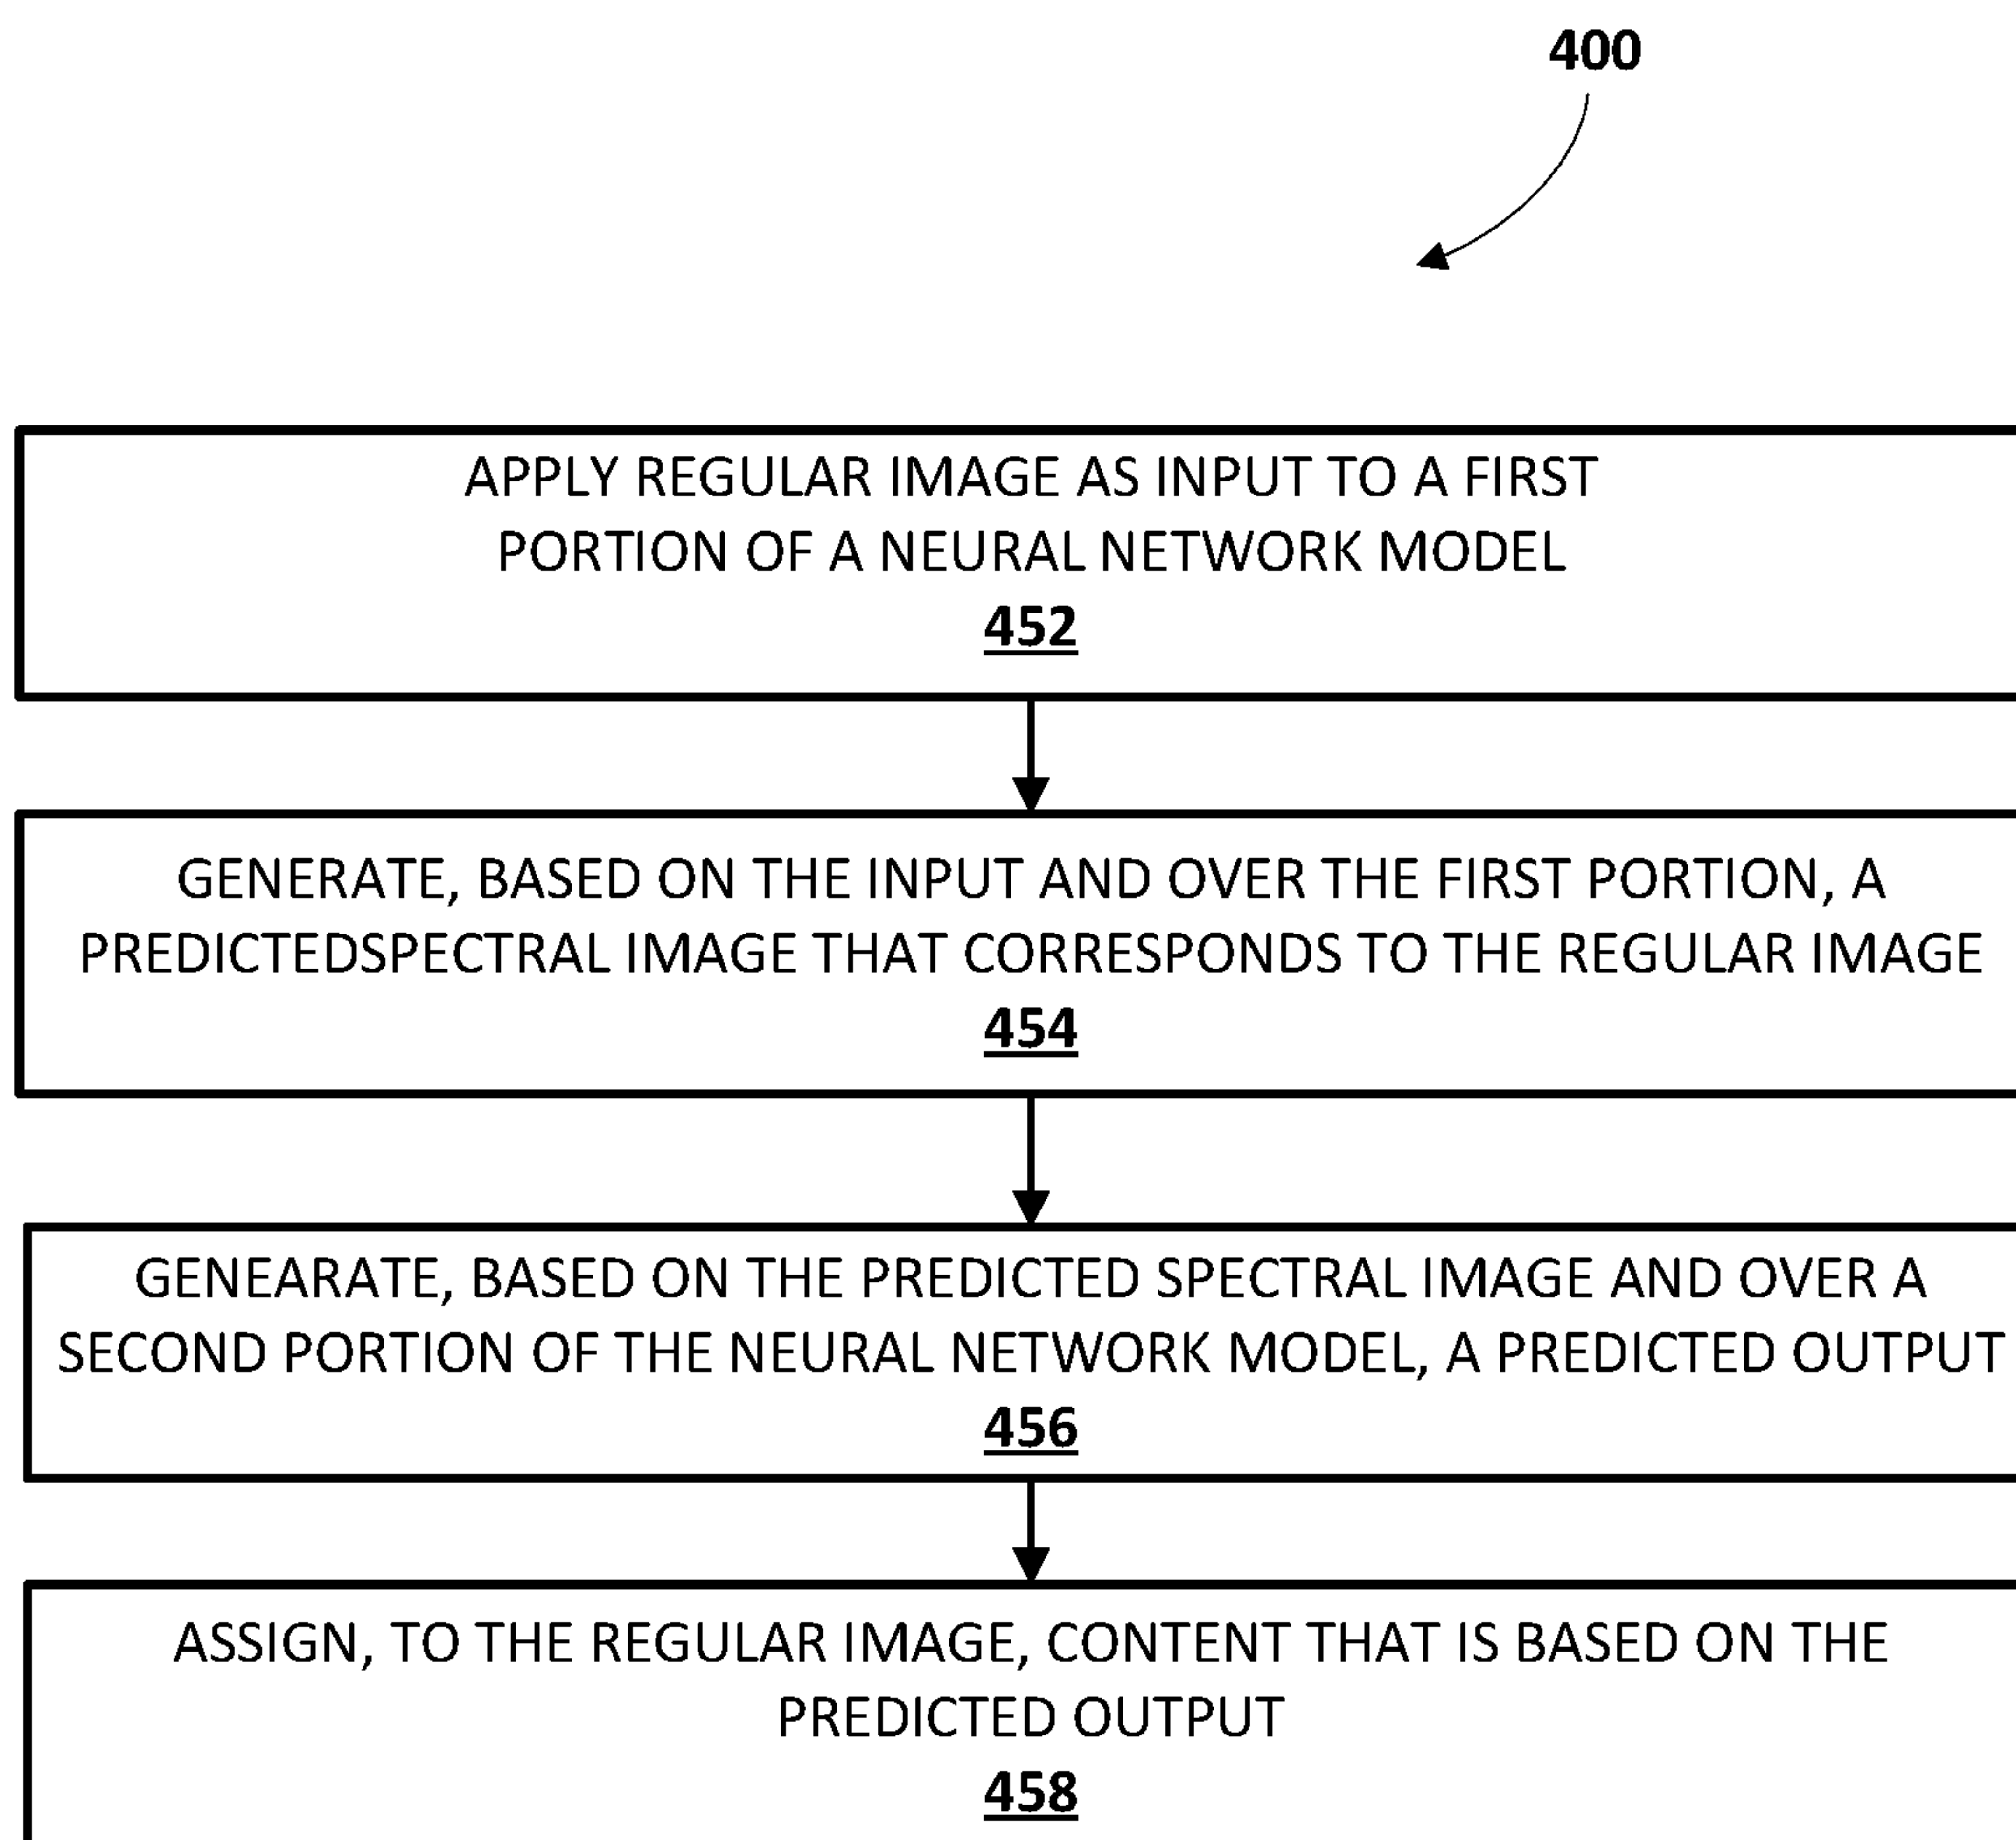 400
APPLY REGULAR IMAGE AS INPUT TO A FIRST
PORTION OF A NEURAL NETWORK MODEL
452
GENERATE, BASED ON THE INPUT AND OVER THE FIRST PORTION, A
PREDICTEDSPECTRAL IMAGE THAT CORRESPONDS TO THE REGULAR IMAGE
454
GENEARATE, BASED ON THE PREDICTED SPECTRAL IMAGE AND OVER A
SECOND PORTION OF THE NEURAL NETWORK MODEL, A PREDICTED OUTPUT
456
ASSIGN, TO THE REGULAR IMAGE, CONTENT THAT IS BASED ON THE
PREDICTED OUTPUT
458